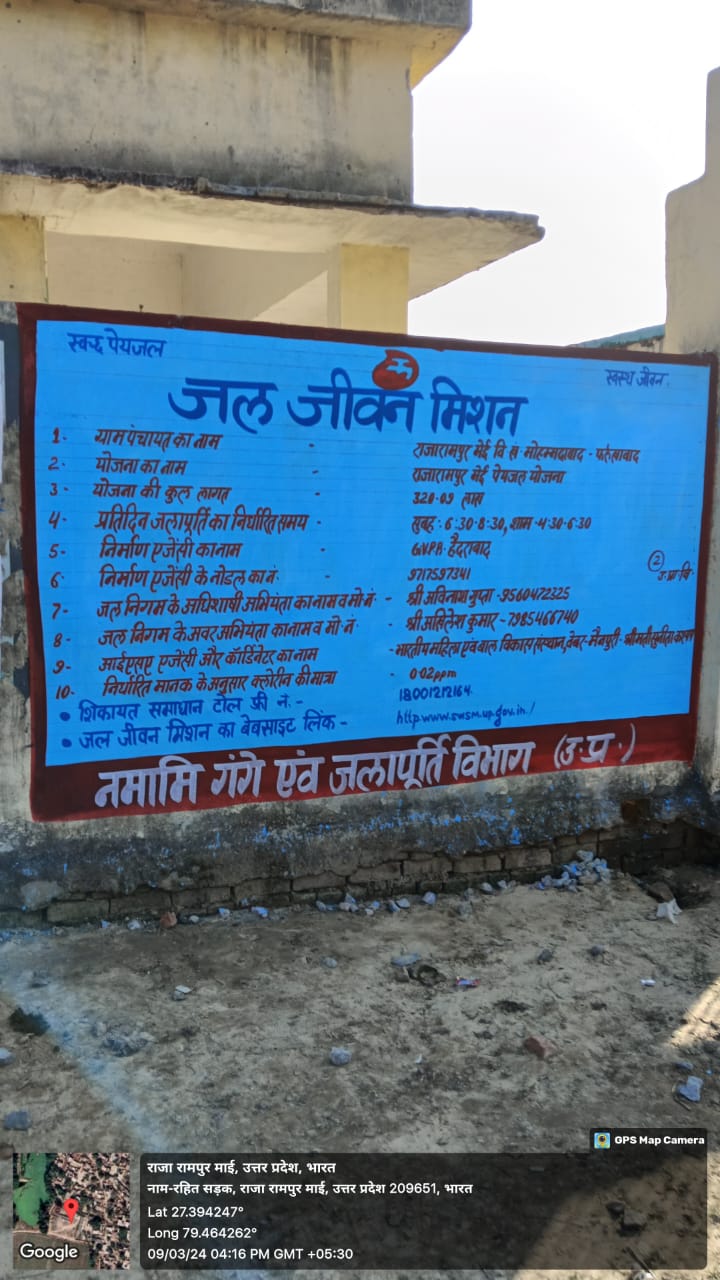 स्वच्छ पेयजल
स्वस्थ जीवन
जल जीवन मिशन
1- ग्राम पंचायत का नाम - राजारामपुर मेई वि स- मोहम्मदाबाद - फर्रुखाबाद
2- योजना का नाम - राजारामपुर मेई पेयजल योजना
3- योजना की कुल लागत - 320.09 लाख
4- प्रतिदिन जलापूर्ति का निर्धारित समय - सुबह: 6:30-8:30, शाम -4:30-6:30
5- निर्माण एजेंसी का नाम - GVPR हैदराबाद
6- निर्माण एजेंसी के नोडल का नं. 9717597341
7- जल निगम के अधिशाषी अभियंता का नाम व मो नं - श्री अविनाश गुप्ता -9560472325
8- जल निगम के अवर अभियंता का नाम व मो नं - श्री अखिलेश कुमार -7985466740
9- आईएसए एजेंसी और कॉर्डिनेटर का नाम - भारतीय महिला एवं बाल विकास संस्थान, बेवर- मैनपुरी- श्रीमती सुनीता
10- निर्धारित मानक के अनुसार क्लोरीन की मात्रा - 0.02ppm
• शिकायत समाधान टोल फ्री नं.- 18001212164
• जल जीवन मिशन का बेवसाइट लिंक- http.www.swsm.up.gov.in./
2
उ.प्रा.वि.
नमामि गंगे एवं जलापूर्ति विभाग (उ.प्र.)
GPS Map Camera
राजा रामपुर माई, उत्तर प्रदेश, भारत
नाम-रहित सड़क, राजा रामपुर माई, उत्तर प्रदेश 209651, भारत
Lat 27.394247°
Long 79.464262°
09/03/24 04:16 PM GMT +05:30
Google